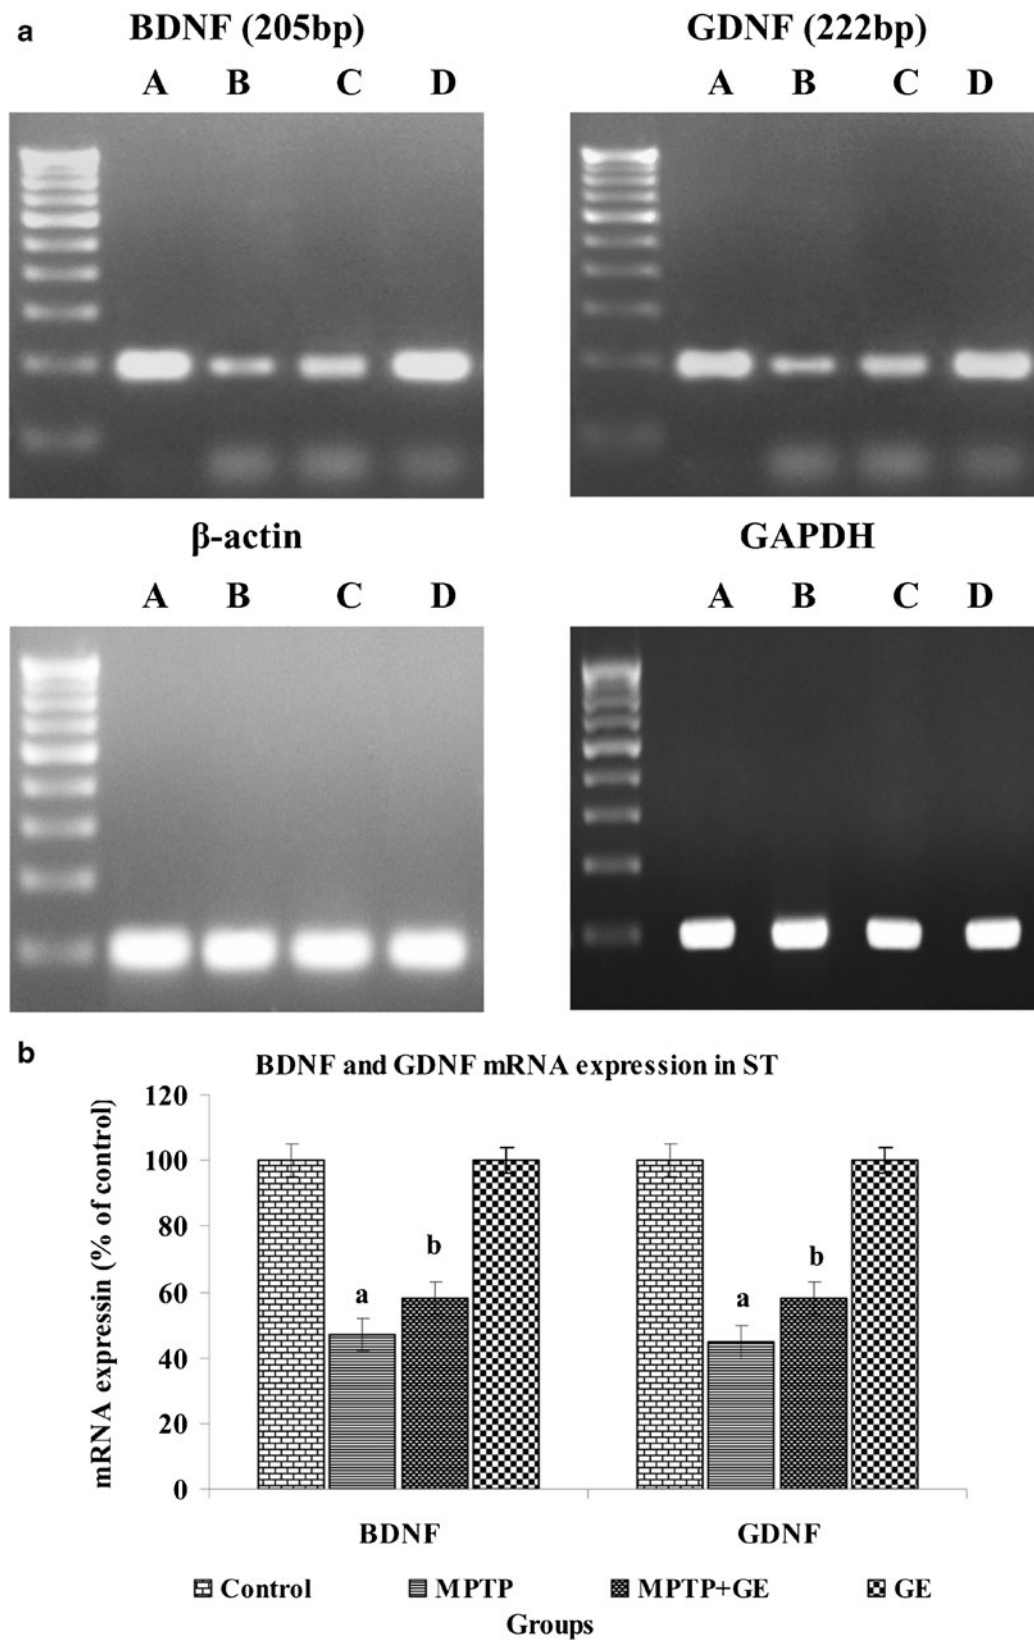 a
BDNF (205bp) GDNF (222bp)
A B C D A B C D
β-actin GAPDH
A B C D A B C D
b
BDNF and GDNF mRNA expression in ST
mRNA expressin (% of control)
120
100
80
60
40
20
0
a b a b
BDNF GDNF
Control MPTP MPTP+GE GE
Groups